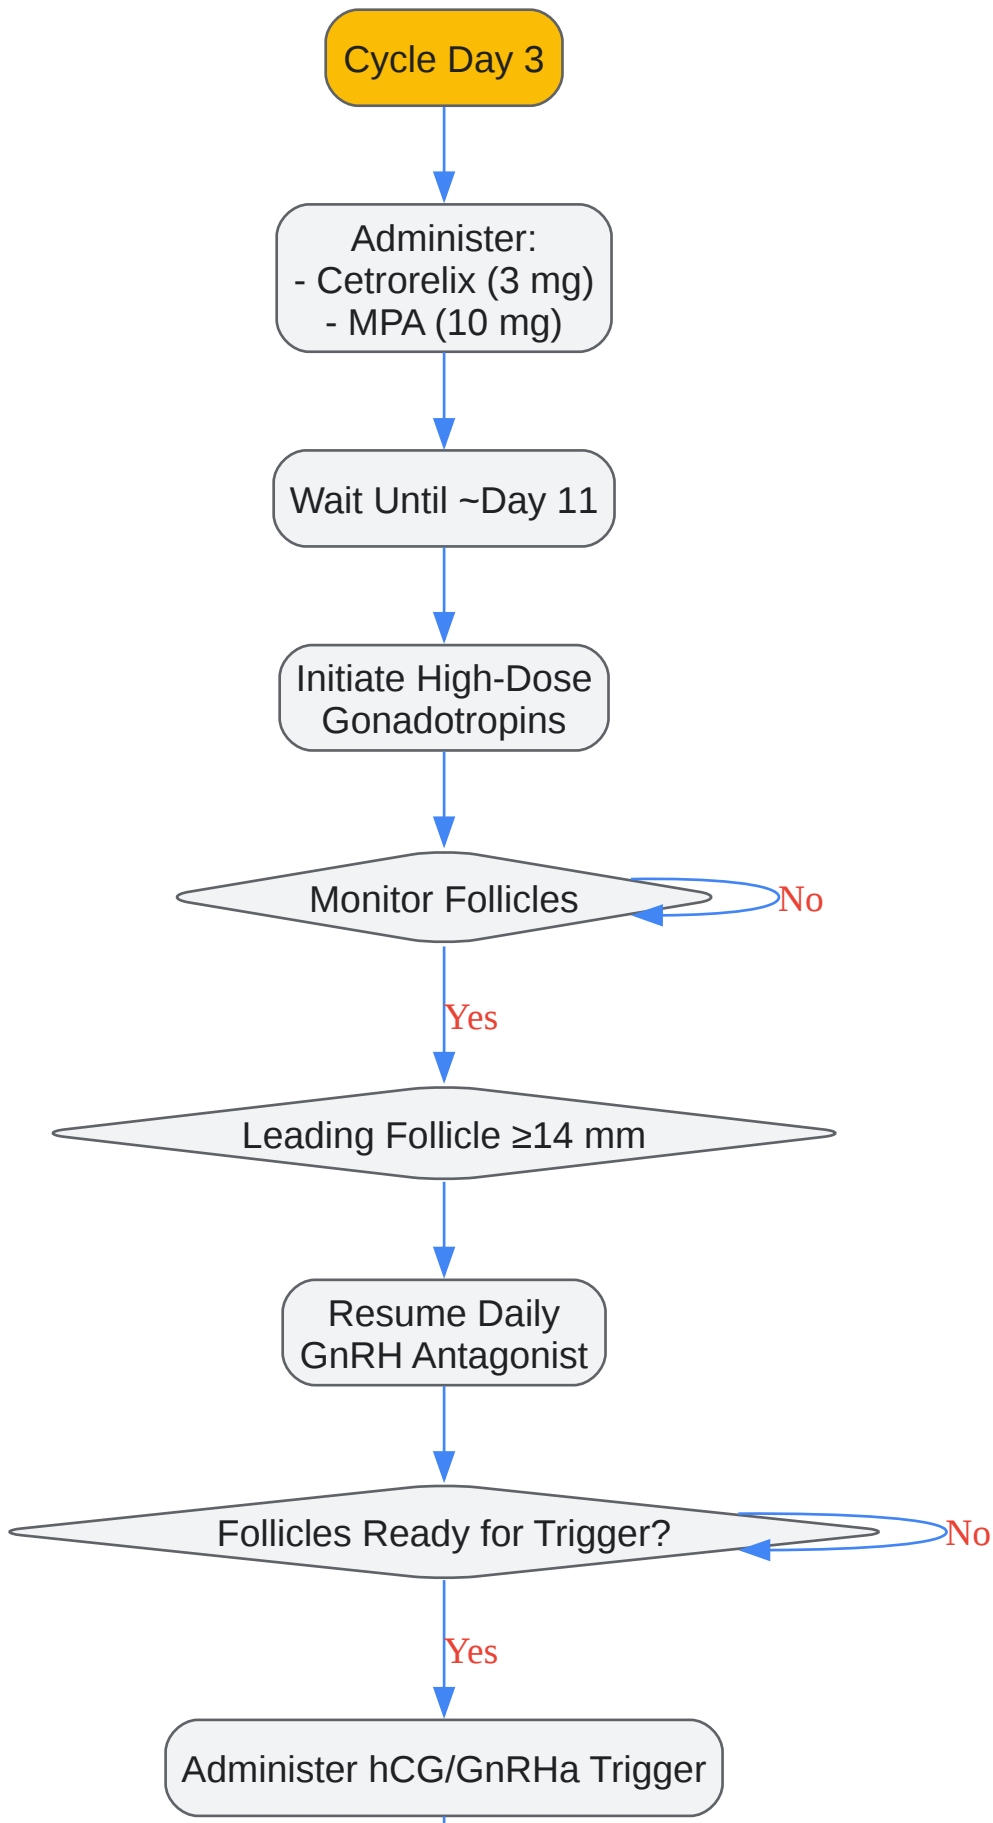 Cycle Day 3
Administer:
- Cetrorelix (3 mg)
- MPA (10 mg)
Wait Until ~Day 11
Initiate High-Dose
Gonadotropins
Monitor Follicles
No
Yes
Leading Follicle ≥14 mm
Resume Daily
GnRH Antagonist
Follicles Ready for Trigger?
No
Yes
Administer hCG/GnRHa Trigger